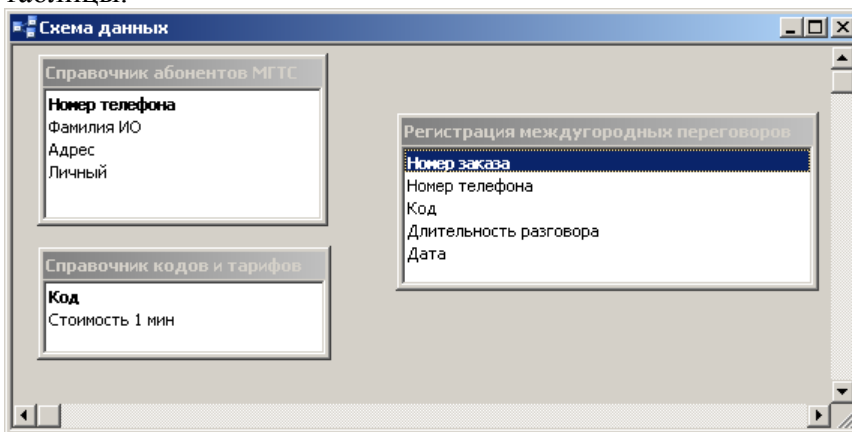 таблицы.
Схема данных
Справочник абонентов МГТС
Номер телефона
Фамилия ИО
Адрес
Личный
Регистрация междугородных переговоров
Номер заказа
Номер телефона
Код
Длительность разговора
Дата
Справочник кодов и тарифов
Код
Стоимость 1 мин